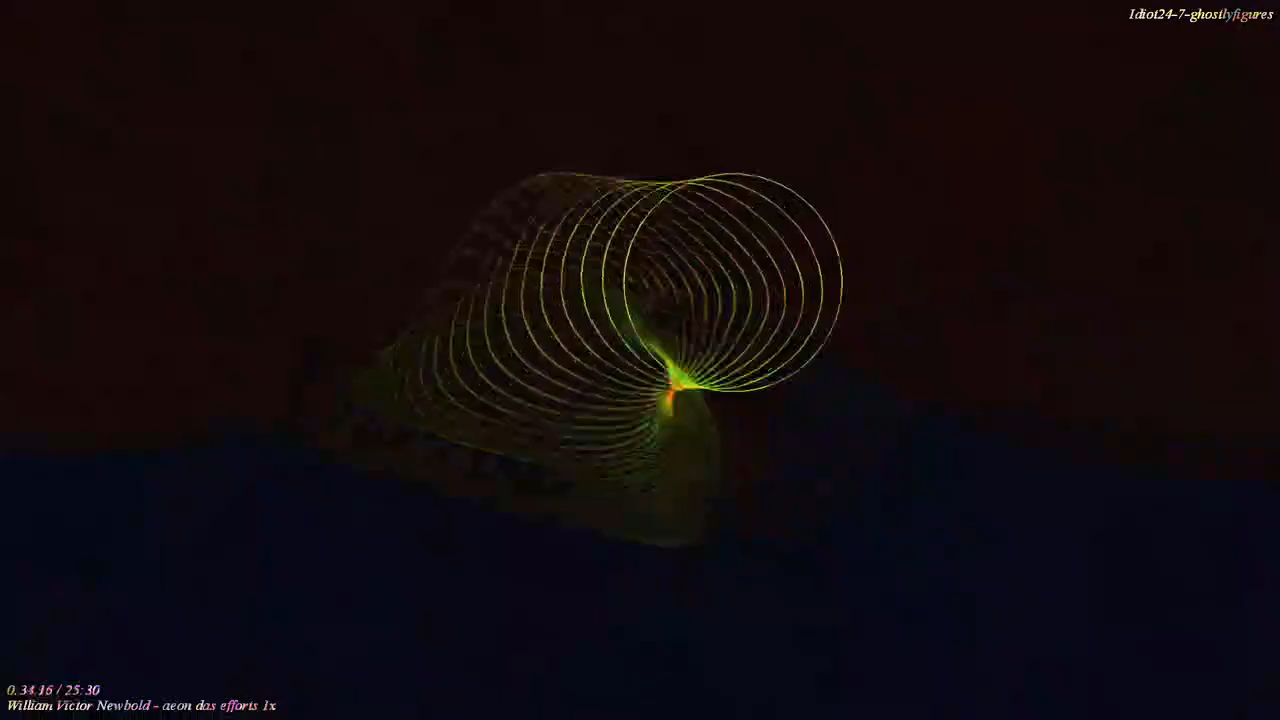 Idiot24-7-ghostlyfigures
0.34.16 / 25:30
William Victor Newbold - aeon das efforts 1x